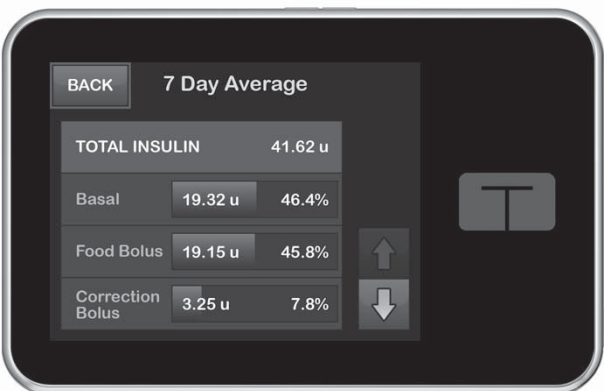 BACK 7 Day Average
TOTAL INSULIN 41.62 u
Basal 19.32 u 46.4%
Food Bolus 19.15 u 45.8%
Correction
Bolus 3.25 u 7.8%